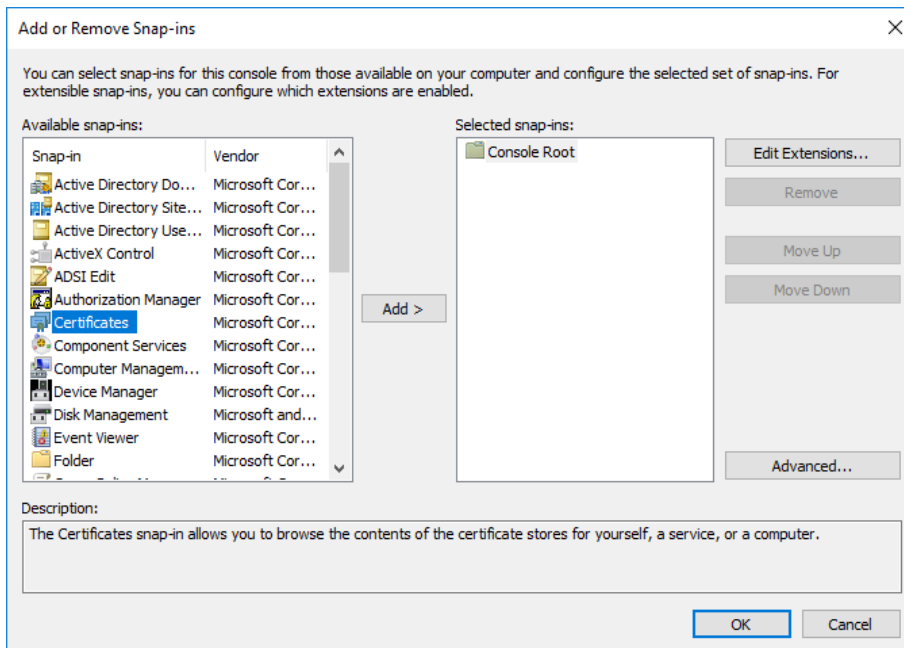 Add or Remove Snap-ins
You can select snap-ins for this console from those available on your computer and configure the selected set of snap-ins. For
extensible snap-ins, you can configure which extensions are enabled.
Available snap-ins:
Snap-in Vendor
Active Directory Do... Microsoft Cor...
Active Directory Site... Microsoft Cor...
Active Directory Use... Microsoft Cor...
ActiveX Control Microsoft Cor...
ADSI Edit Microsoft Cor...
Authorization Manager Microsoft Cor...
Certificates Microsoft Cor...
Component Services Microsoft Cor...
Computer Managem... Microsoft Cor...
Device Manager Microsoft Cor...
Disk Management Microsoft and...
Event Viewer Microsoft Cor...
Folder Microsoft Cor...
Add >
Selected snap-ins:
Console Root
Edit Extensions...
Remove
Move Up
Move Down
Advanced...
Description:
The Certificates snap-in allows you to browse the contents of the certificate stores for yourself, a service, or a computer.
OK Cancel